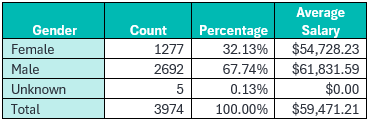 Gender Count Percentage Average Salary
Female 1277 32.13% $54,728.23
Male 2692 67.74% $61,831.59
Unknown 5 0.13% $0.00
Total 3974 100.00% $59,471.21